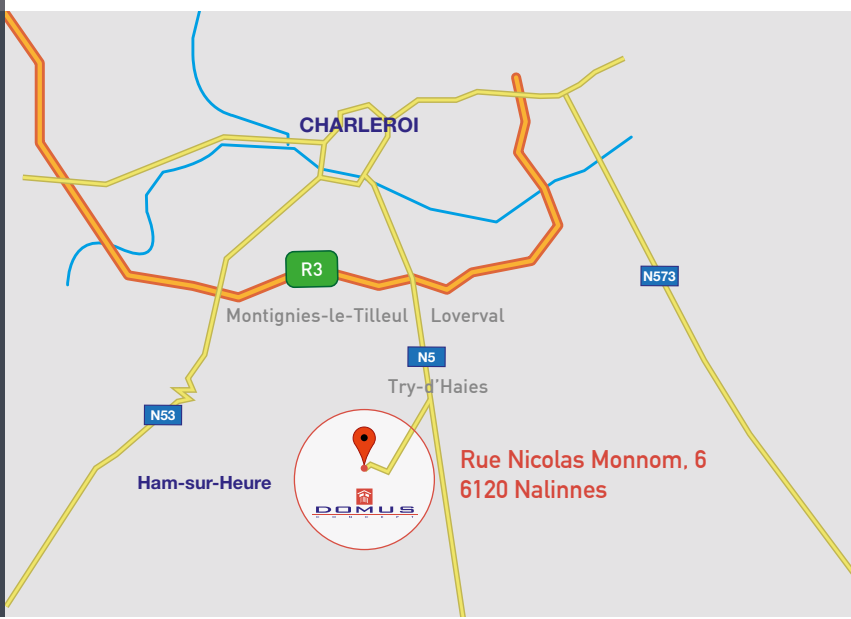 CHARLEROI
R3
N573
Montignies-le-Tilleul
Loverval
N5
Try-d'Haies
N53
Rue Nicolas Monnom, 6
6120 Nalinnes
Ham-sur-Heure
DOMUS